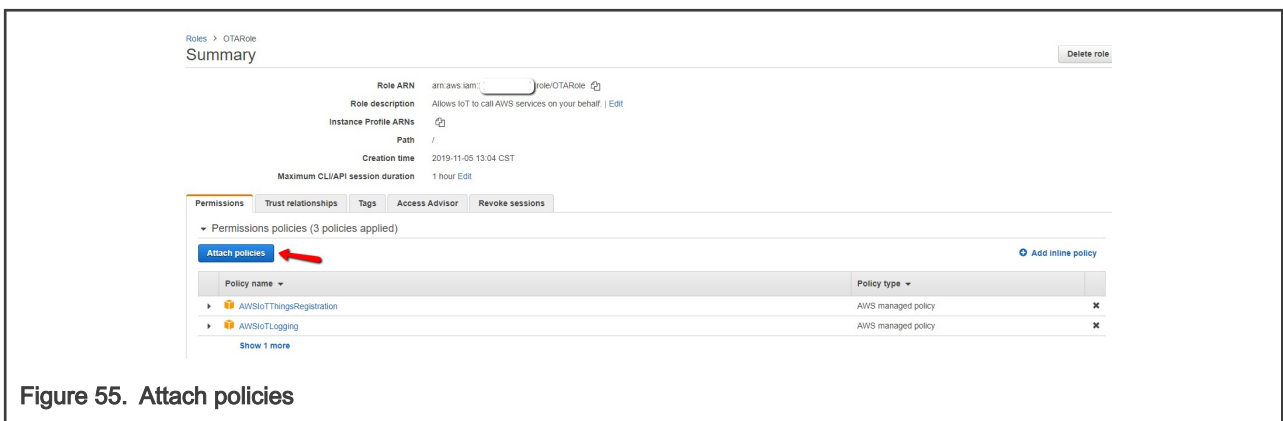 Roles > OTARole
Summary
Delete role
Role ARN arn:aws:iam:: role/OTARole
Role description Allows IoT to call AWS services on your behalf. | Edit
Instance Profile ARNs
Path /
Creation time 2019-11-05 13:04 CST
Maximum CLI/API session duration 1 hour Edit
Permissions Trust relationships Tags Access Advisor Revoke sessions
Permissions policies (3 policies applied)
Attach policies Add inline policy
Policy name Policy type
AWSIoTThingsRegistration AWS managed policy
AWSIoTLogging AWS managed policy
Show 1 more
Figure 55. Attach policies